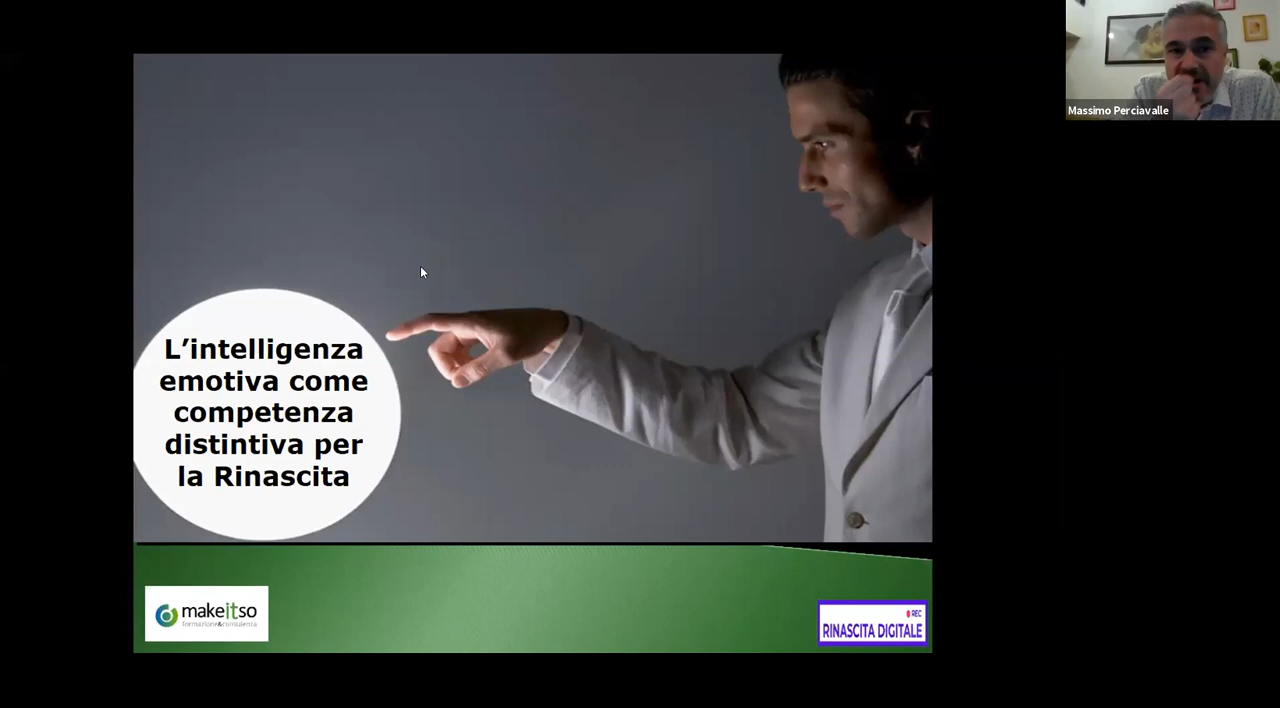 Massimo Perciavalle
L’intelligenza
emotiva come
competenza
distintiva per
la Rinascita
makeitso
formazione&consulenza
REC
RINASCITA DIGITALE